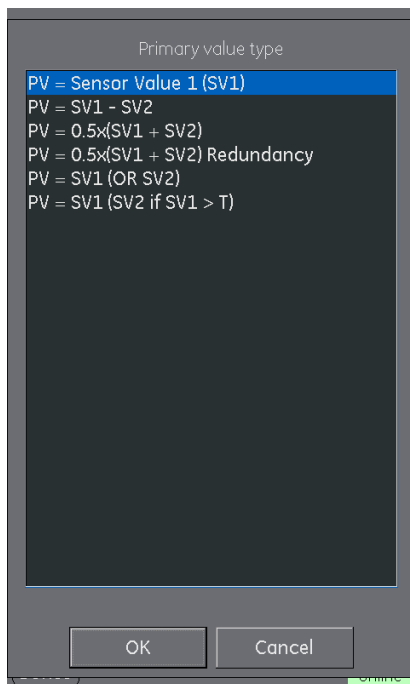 Primary value type
PV = Sensor Value 1 (SV1)
PV = SV1 - SV2
PV = 0.5x(SV1 + SV2)
PV = 0.5x(SV1 + SV2) Redundancy
PV = SV1 (OR SV2)
PV = SV1 (SV2 if SV1 > T)
OK
Cancel